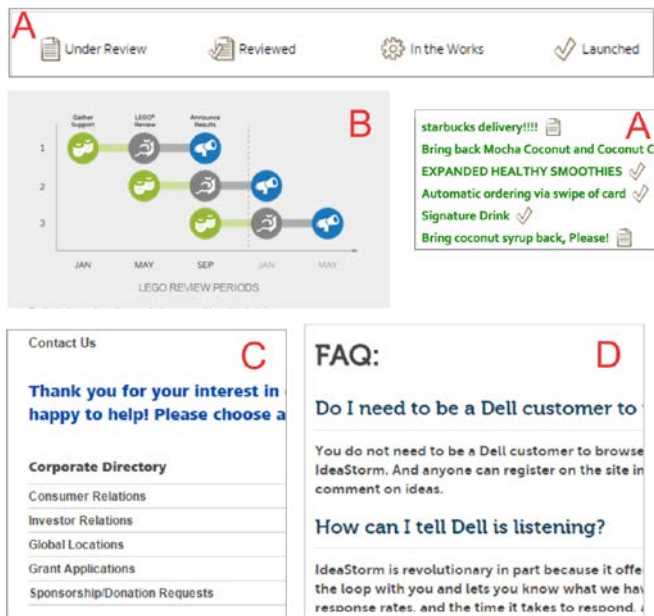 A
Under Review
Reviewed
In the Works
Launched
B
Gather
Support
LEGO®
Review
Announce
Results
1
2
3
JAN
MAY
SEP
JAN
MAY
LEGO REVIEW PERIODS
A
starbucks delivery!!!!
Bring back Mocha Coconut and Coconut C
EXPANDED HEALTHY SMOOTHIES
Automatic ordering via swipe of card
Signature Drink
Bring coconut syrup back, Please!
C
Contact Us
Thank you for your interest in
happy to help! Please choose a
Corporate Directory
Consumer Relations
Investor Relations
Global Locations
Grant Applications
Sponsorship/Donation Requests
D
FAQ:
Do I need to be a Dell customer to
You do not need to be a Dell customer to browse
IdeaStorm. And anyone can register on the site in
comment on ideas.
How can I tell Dell is listening?
IdeaStorm is revolutionary in part because it offe
the loop with you and lets you know what we hav
response rates, and the time it takes to respond.